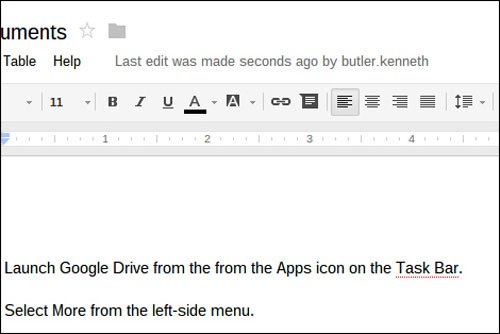 uments
Table Help Last edit was made seconds ago by butler.kenneth
11 B I U A A
1 2 3 4
Launch Google Drive from the from the Apps icon on the Task Bar.
Select More from the left-side menu.